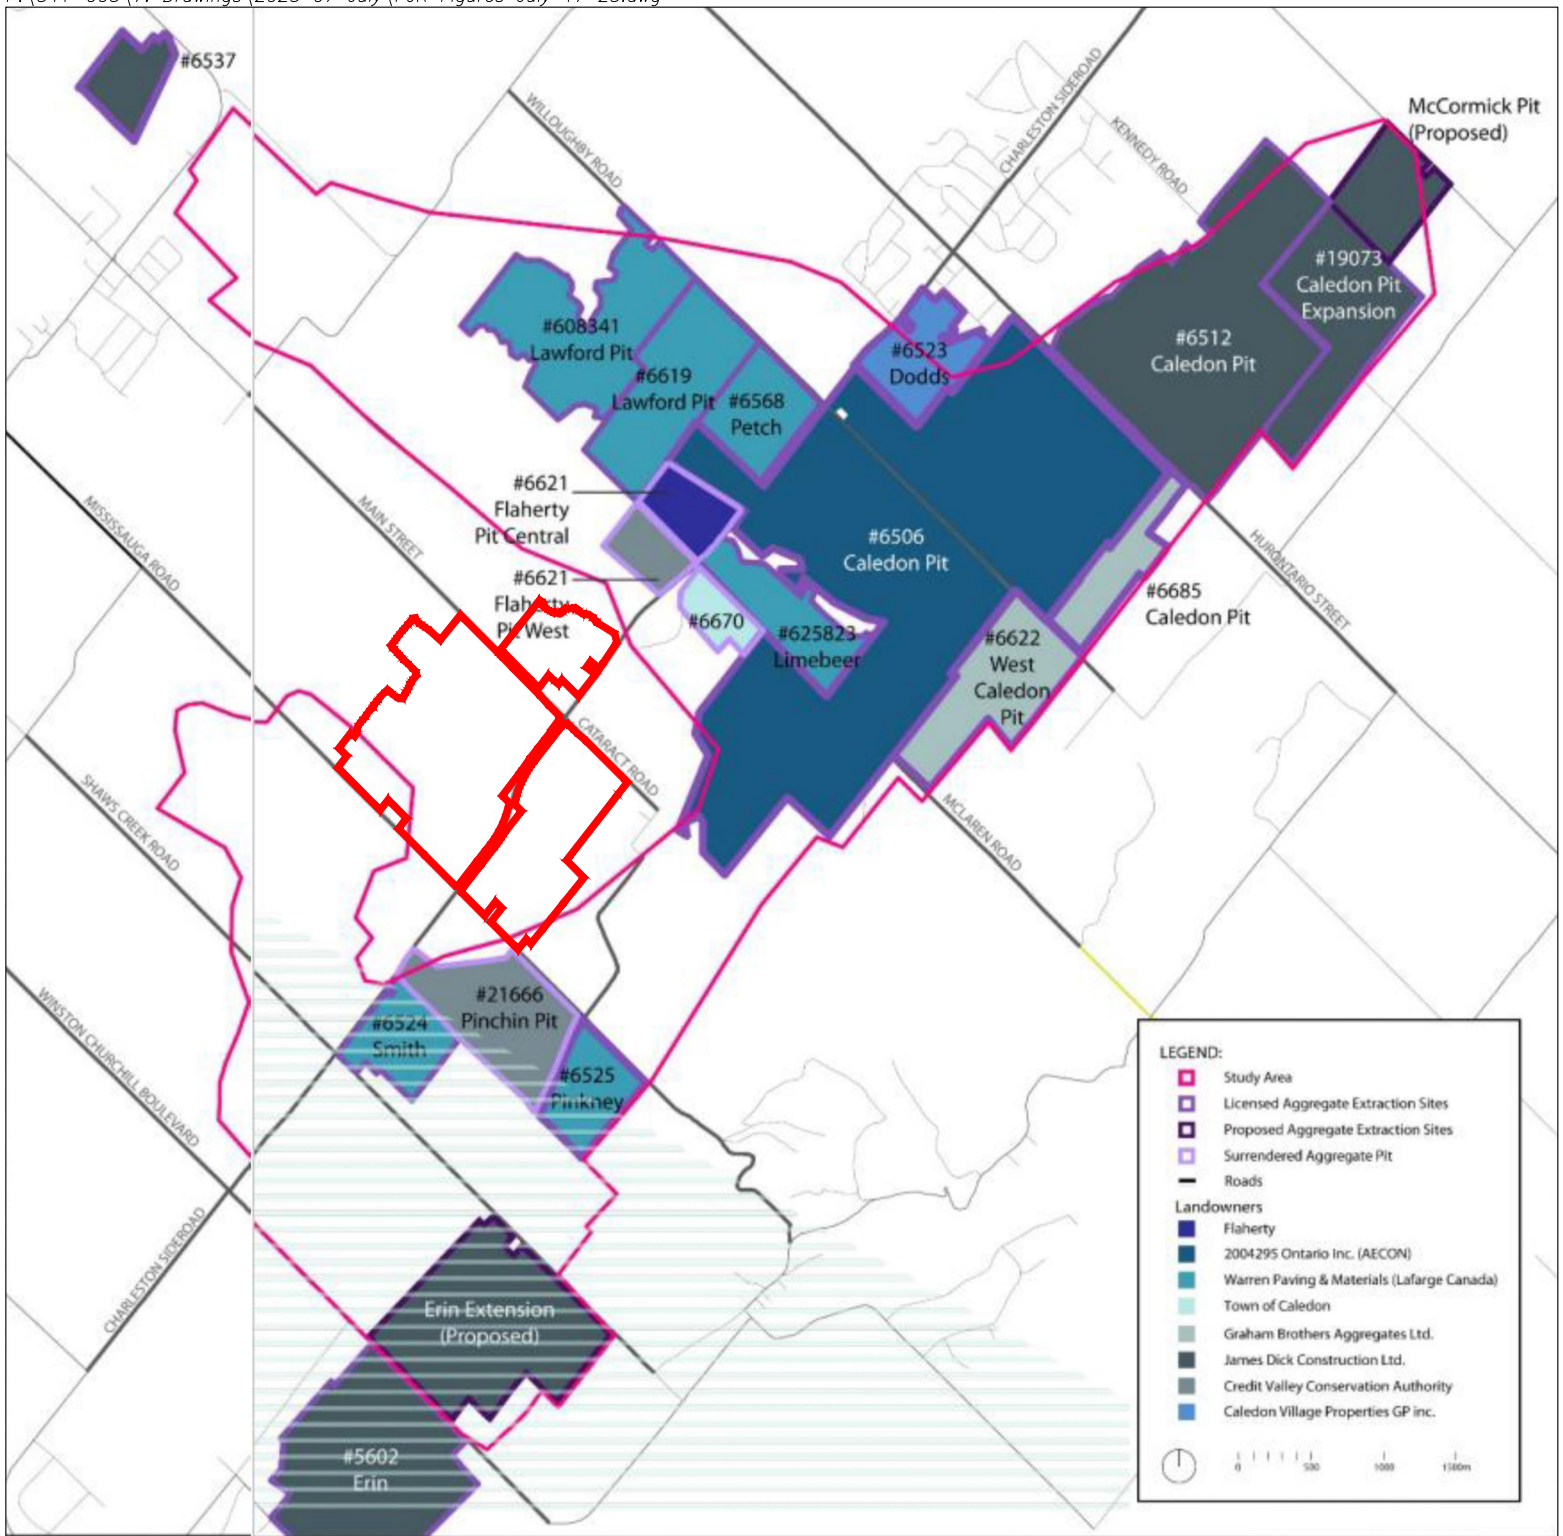 #6537
WILLOUGHBY ROAD
CHARLESTON SIDEROAD
KENNEDY ROAD
McCormick Pit
(Proposed)
#19073
Caledon Pit
Expansion
#608341
Lawford Pit
#6619
Lawford Pit
#6568
Petch
#6523
Dodds
#6512
Caledon Pit
#6621
Flaherty
Pit Central
#6621
Flaherty
Pit West
#6506
Caledon Pit
MISSISSAUGA ROAD
MAIN STREET
HURONTARIO STREET
#6685
Caledon Pit
#6670
#625823
Limebeer
#6622
West
Caledon
Pit
CATARACT ROAD
SHAWS CREEK ROAD
MCLAREN ROAD
#21666
Pinchin Pit
#6524
Smith
#6525
Pinkney
WINSTON CHURCHILL BOULEVARD
CHARLESTON SIDEROAD
Erin Extension
(Proposed)
#5602
Erin
LEGEND:
Study Area
Licensed Aggregate Extraction Sites
Proposed Aggregate Extraction Sites
Surrendered Aggregate Pit
Roads
Landowners
Flaherty
2004295 Ontario Inc. (AECON)
Warren Paving & Materials (Lafarge Canada)
Town of Caledon
Graham Brothers Aggregates Ltd.
James Dick Construction Ltd.
Credit Valley Conservation Authority
Caledon Village Properties GP inc.
0 500 1000 1500m